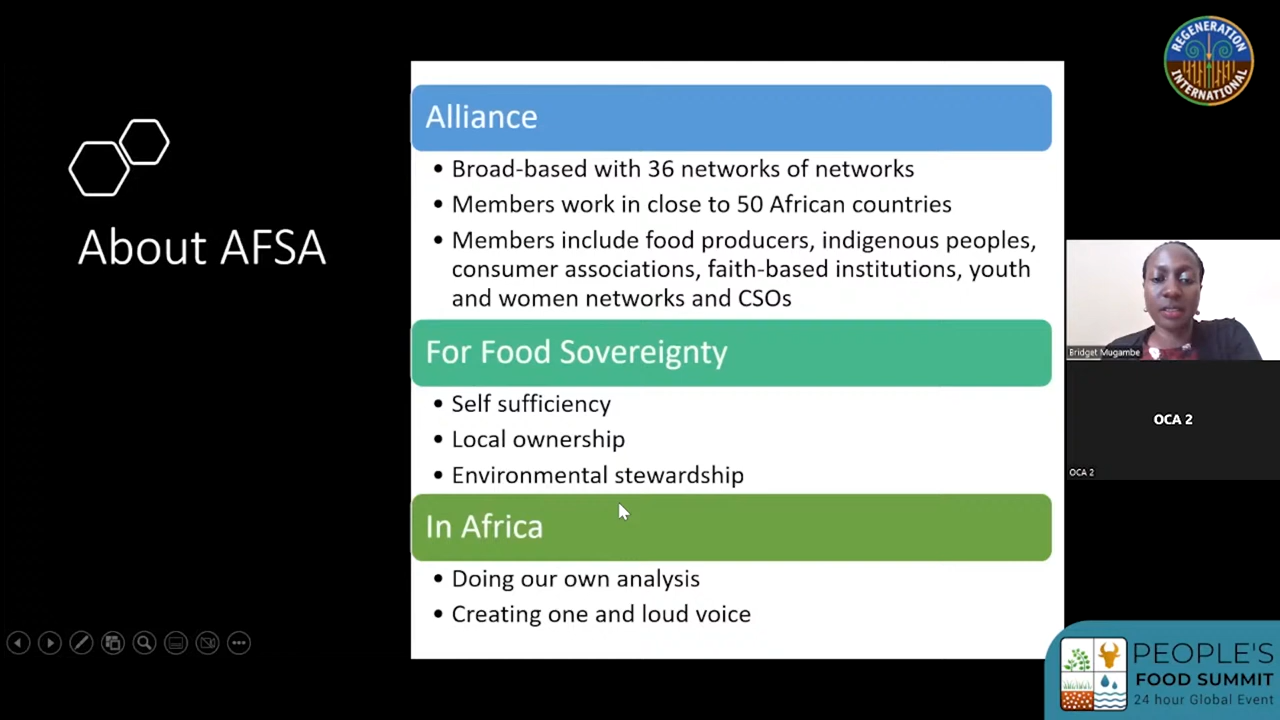 REGENERATION
INTERNATIONAL
About AFSA
Alliance
• Broad-based with 36 networks of networks
• Members work in close to 50 African countries
• Members include food producers, indigenous peoples,
consumer associations, faith-based institutions, youth
and women networks and CSOs
For Food Sovereignty
• Self sufficiency
• Local ownership
• Environmental stewardship
In Africa
• Doing our own analysis
• Creating one and loud voice
Bridget Mugambe
OCA 2
OCA 2
PEOPLE'S
FOOD SUMMIT
24 hour Global Event